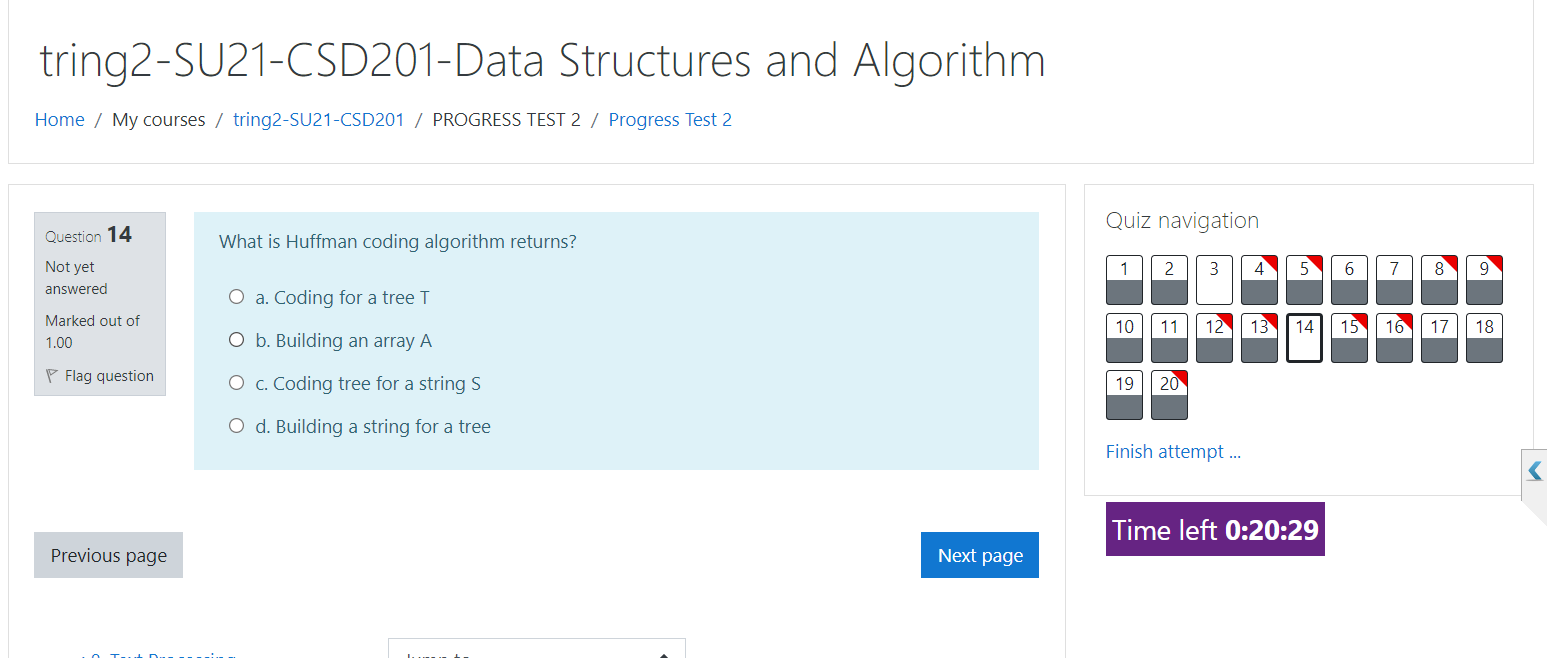 tring2-SU21-CSD201-Data Structures and Algorithm
Home / My courses / tring2-SU21-CSD201 / PROGRESS TEST 2 / Progress Test 2
Question 14
Not yet
answered
Marked out of
1.00
Flag question
What is Huffman coding algorithm returns?
a. Coding for a tree T
b. Building an array A
c. Coding tree for a string S
d. Building a string for a tree
Previous page
Next page
Quiz navigation
1 2 3 4 5 6 7 8 9
10 11 12 13 14 15 16 17 18
19 20
Finish attempt ...
Time left 0:20:29
Text Processing
Jump to